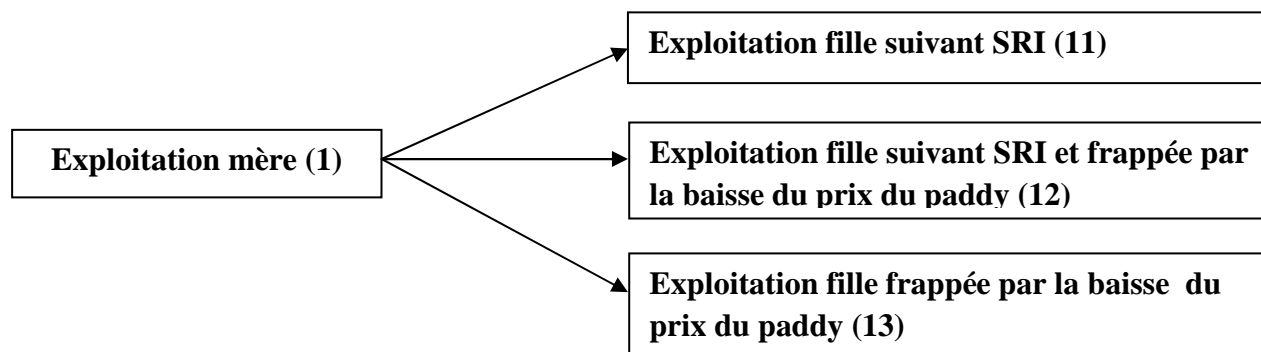 Exploitation fille suivant SRI (11)
Exploitation mère (1)
Exploitation fille suivant SRI et frappée par
la baisse du prix du paddy (12)
Exploitation fille frappée par la baisse  du
prix du paddy (13)